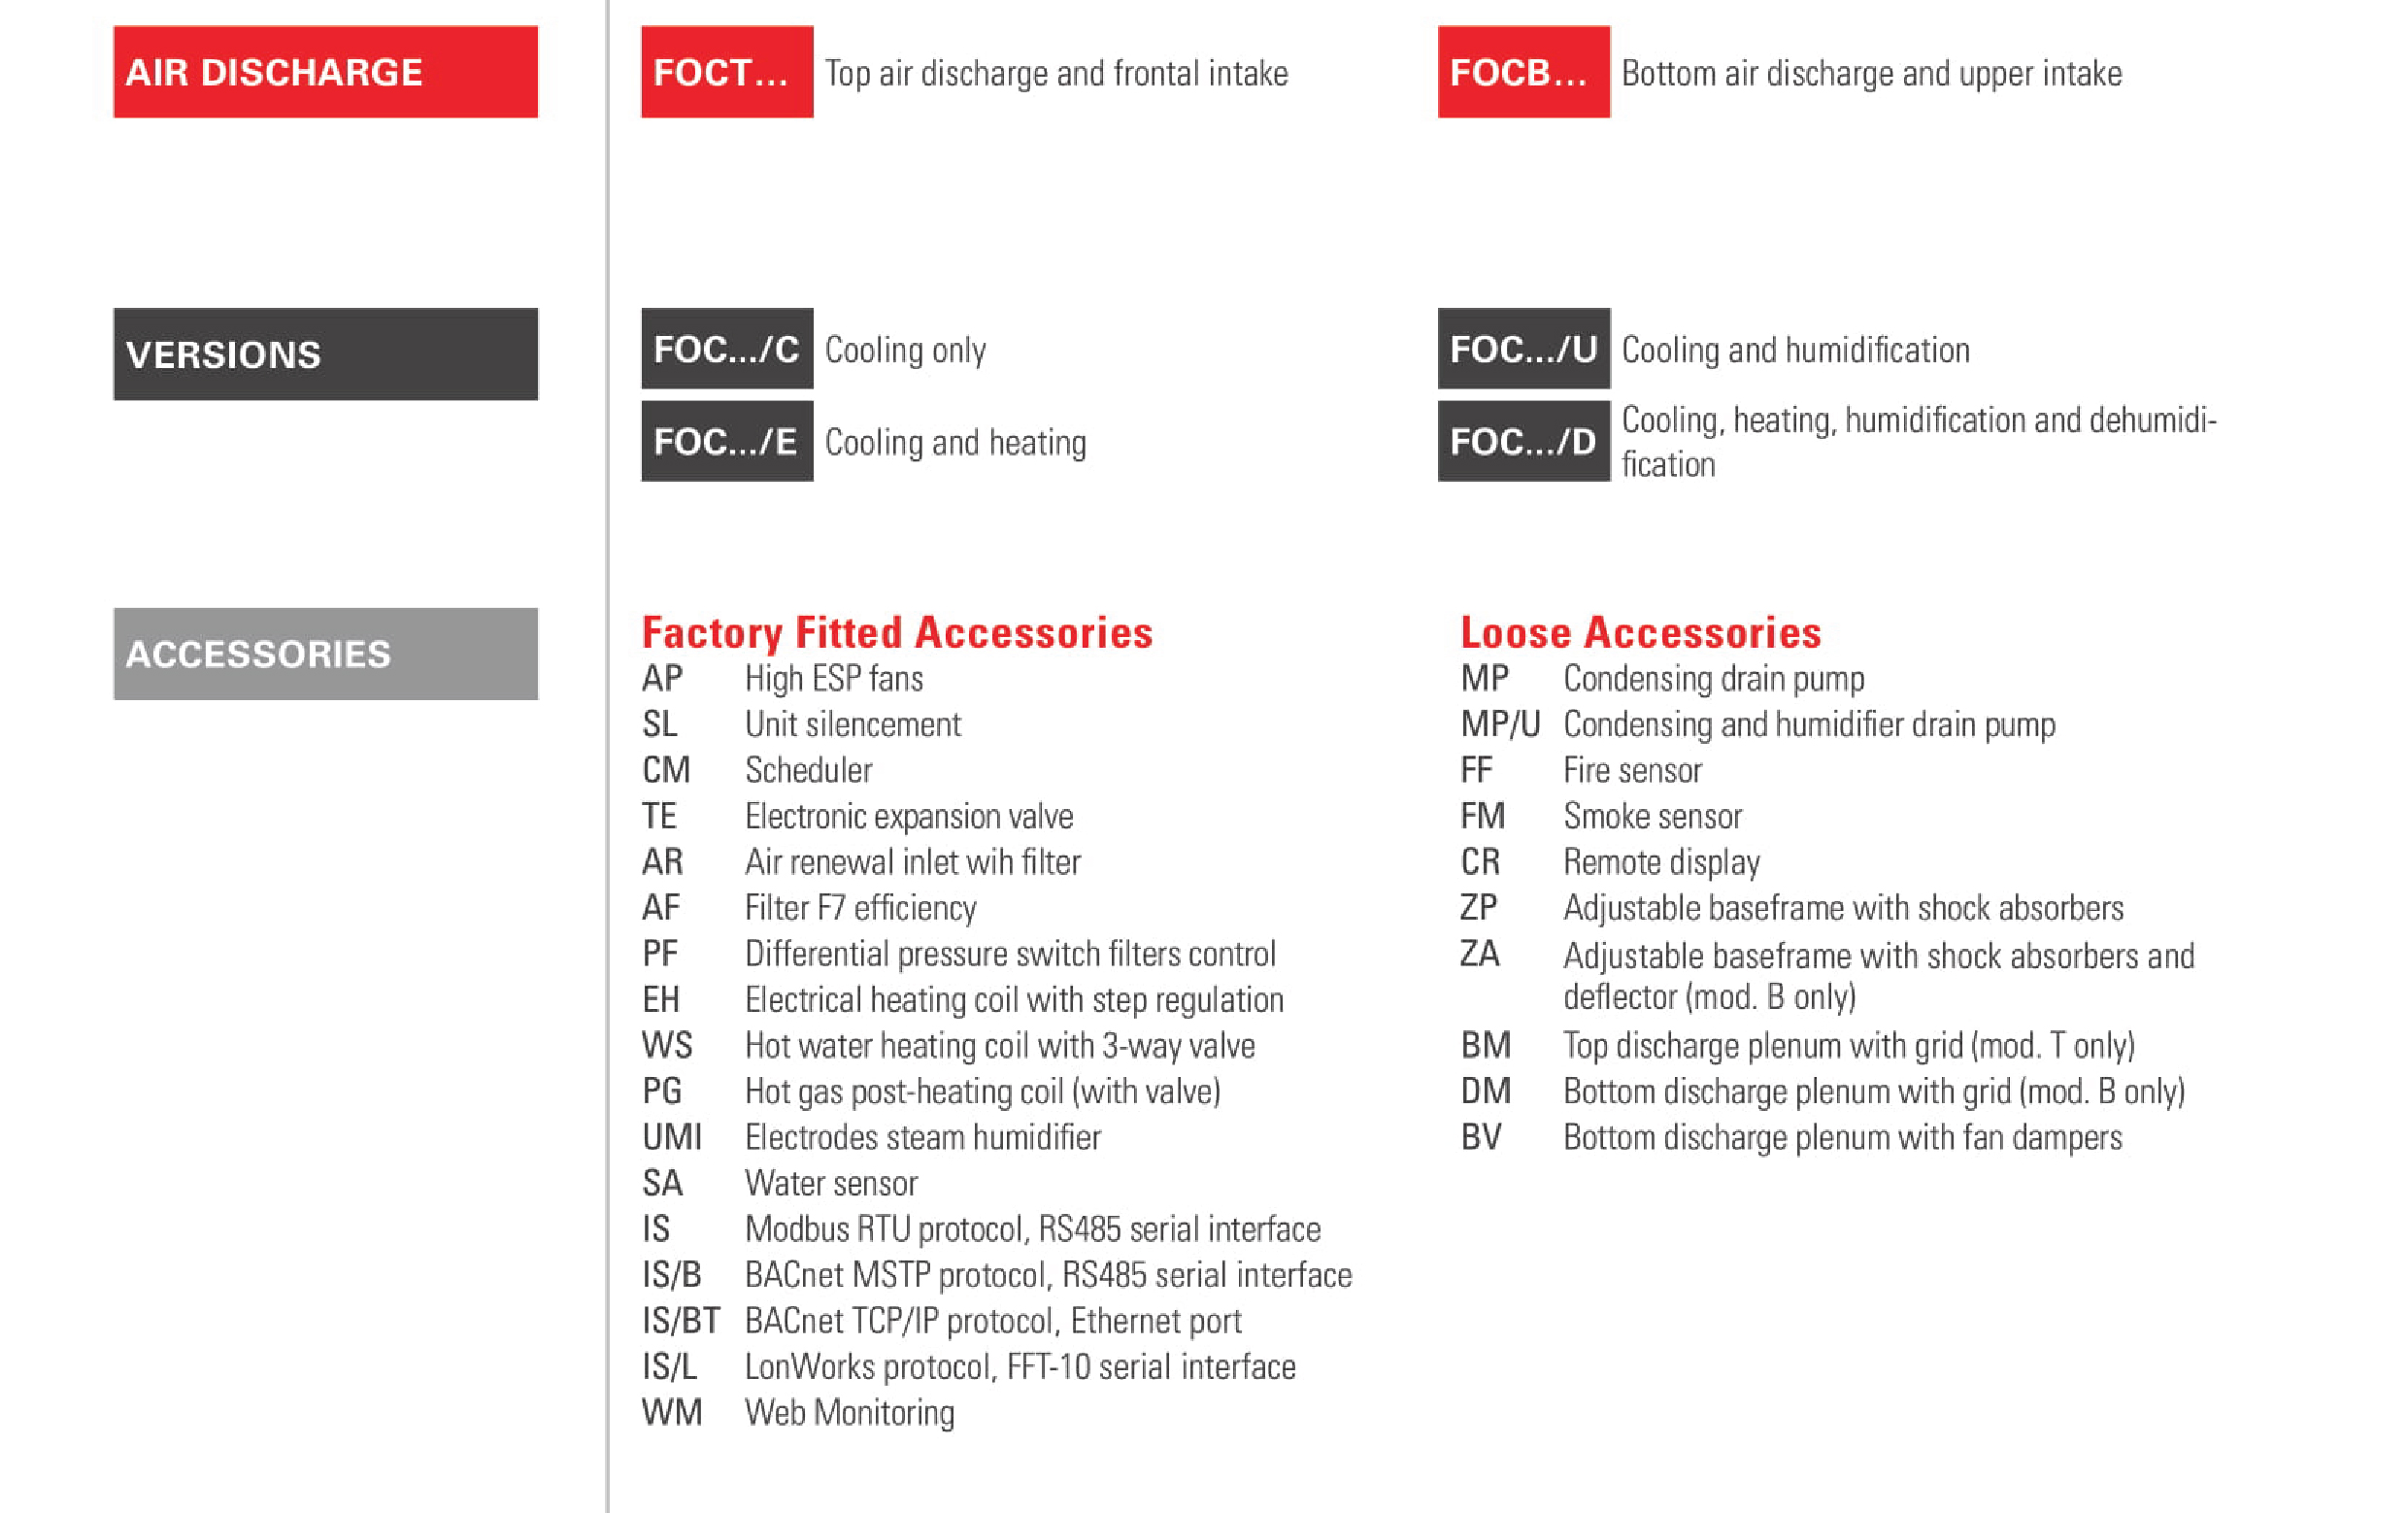 AIR DISCHARGE
FOCT... Top air discharge and frontal intake
FOCB... Bottom air discharge and upper intake
VERSIONS
FOC.../C Cooling only
FOC.../U Cooling and humidification
FOC.../E Cooling and heating
FOC.../D Cooling, heating, humidification and dehumidi-
fication
ACCESSORIES
Factory Fitted Accessories
AP High ESP fans
SL Unit silencement
CM Scheduler
TE Electronic expansion valve
AR Air renewal inlet wih filter
AF Filter F7 efficiency
PF Differential pressure switch filters control
EH Electrical heating coil with step regulation
WS Hot water heating coil with 3-way valve
PG Hot gas post-heating coil (with valve)
UMI Electrodes steam humidifier
SA Water sensor
IS Modbus RTU protocol, RS485 serial interface
IS/B BACnet MSTP protocol, RS485 serial interface
IS/BT BACnet TCP/IP protocol, Ethernet port
IS/L LonWorks protocol, FFT-10 serial interface
WM Web Monitoring
Loose Accessories
MP Condensing drain pump
MP/U Condensing and humidifier drain pump
FF Fire sensor
FM Smoke sensor
CR Remote display
ZP Adjustable baseframe with shock absorbers
ZA Adjustable baseframe with shock absorbers and
deflector (mod. B only)
BM Top discharge plenum with grid (mod. T only)
DM Bottom discharge plenum with grid (mod. B only)
BV Bottom discharge plenum with fan dampers